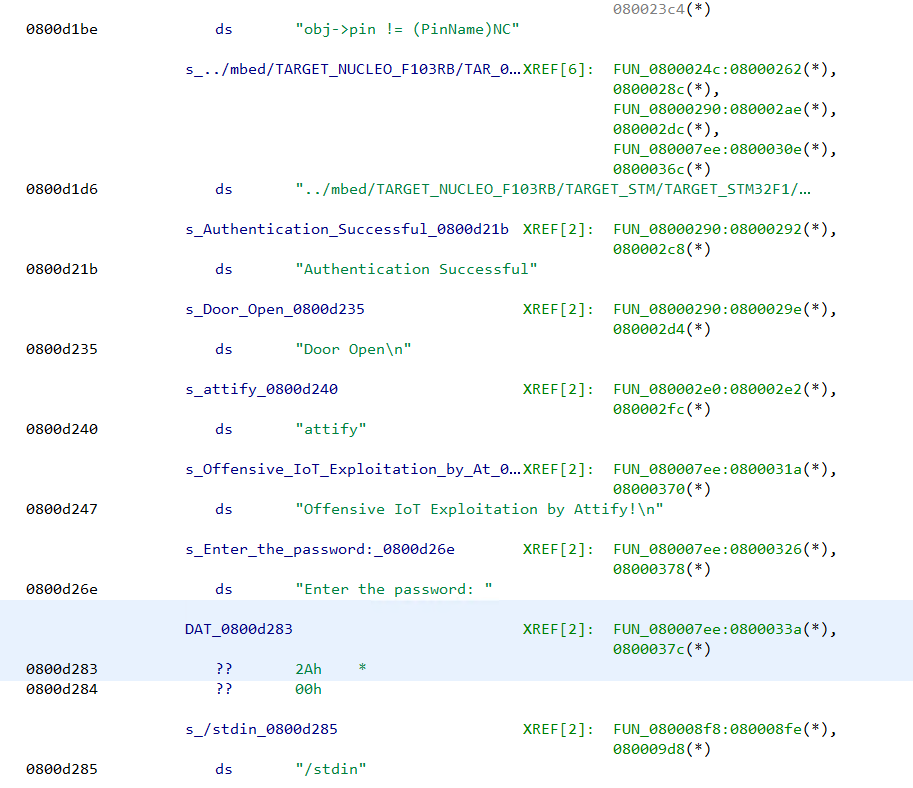 080023c4(*)
0800d1be ds "obj->pin != (PinName)NC"
s_../mbed/TARGET_NUCLEO_F103RB/TAR_0... XREF[6]: FUN_0800024c:08000262(*),
0800028c(*),
FUN_08000290:080002ae(*),
080002dc(*),
FUN_080007ee:0800030e(*),
0800036c(*)
0800d1d6 ds "../mbed/TARGET_NUCLEO_F103RB/TARGET_STM/TARGET_STM32F1/...
s_Authentication_Successful_0800d21b XREF[2]: FUN_08000290:08000292(*),
080002c8(*)
0800d21b ds "Authentication Successful"
s_Door_Open_0800d235 XREF[2]: FUN_08000290:0800029e(*),
080002d4(*)
0800d235 ds "Door Open\n"
s_attify_0800d240 XREF[2]: FUN_080002e0:080002e2(*),
080002fc(*)
0800d240 ds "attify"
s_Offensive_IoT_Exploitation_by_At_0... XREF[2]: FUN_080007ee:0800031a(*),
08000370(*)
0800d247 ds "Offensive IoT Exploitation by Attify!\n"
s_Enter_the_password:_0800d26e XREF[2]: FUN_080007ee:08000326(*),
08000378(*)
0800d26e ds "Enter the password: "
DAT_0800d283 XREF[2]: FUN_080007ee:0800033a(*),
0800037c(*)
0800d283 ?? 2Ah *
0800d284 ?? 00h
s_/stdin_0800d285 XREF[2]: FUN_080008f8:080008fe(*),
080009d8(*)
0800d285 ds "/stdin"